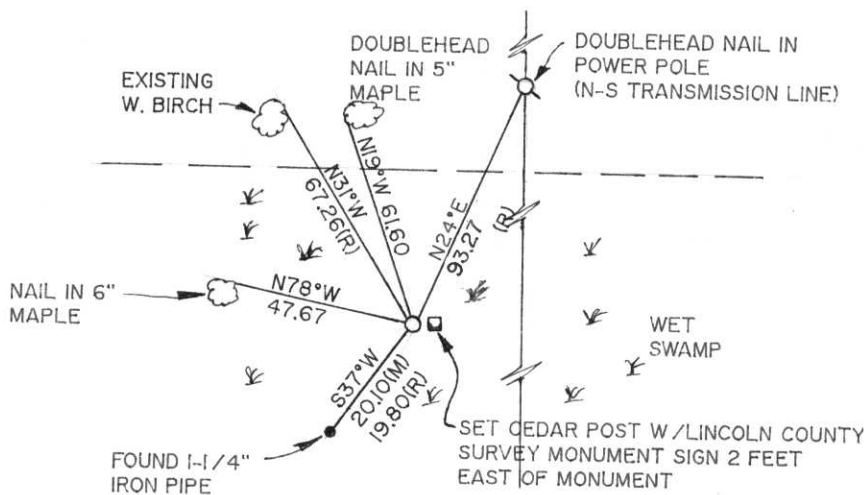 DOUBLEHEAD
NAIL IN 5"
MAPLE
DOUBLEHEAD NAIL IN
POWER POLE
(N-S TRANSMISSION LINE)
EXISTING
W. BIRCH
N31°W
67.26(R)
N19°W 61.60
N24°E
93.27
(R)
NAIL IN 6"
MAPLE
N78°W
47.67
WET
SWAMP
S37°W
20.10(M)
19.80(R)
FOUND 1-1/4"
IRON PIPE
SET CEDAR POST W/LINCOLN COUNTY
SURVEY MONUMENT SIGN 2 FEET
EAST OF MONUMENT